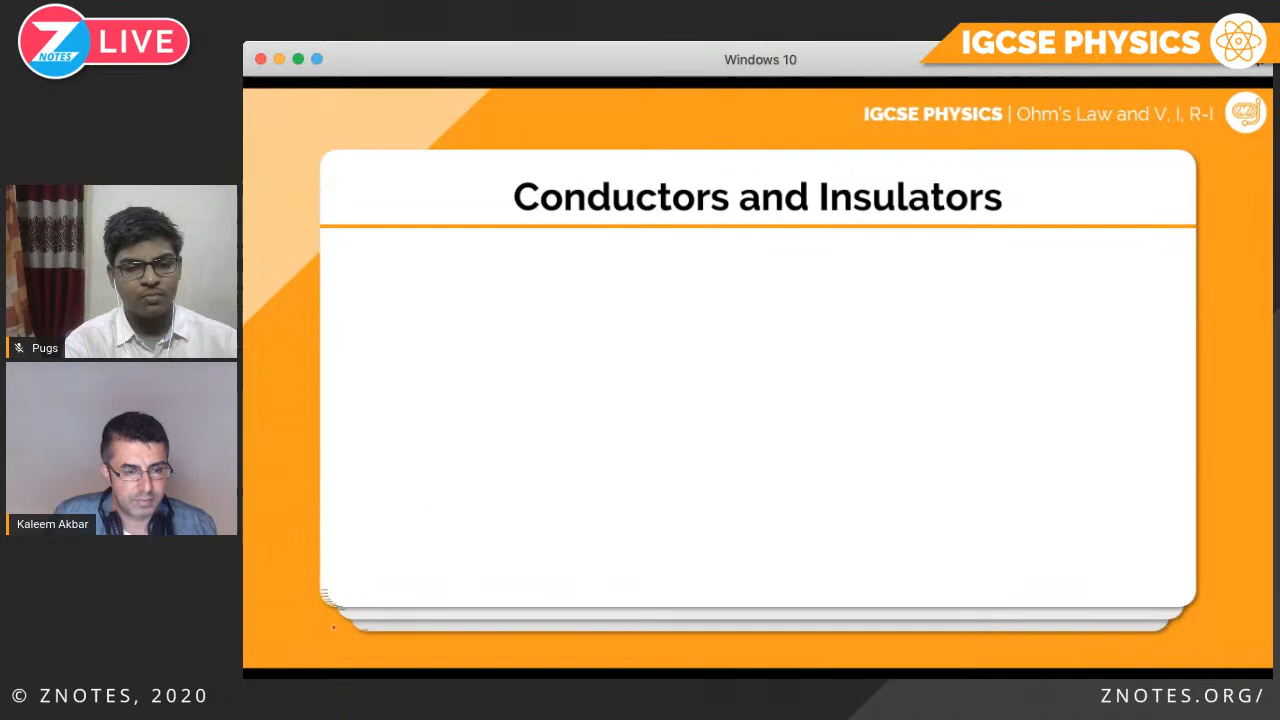 Z NOTES LIVE
IGCSE PHYSICS
Windows 10
IGCSE PHYSICS | Ohm's Law and V, I, R-I
Conductors and Insulators
Pugs
Kaleem Akbar
© ZNOTES, 2020
ZNOTES.ORG/